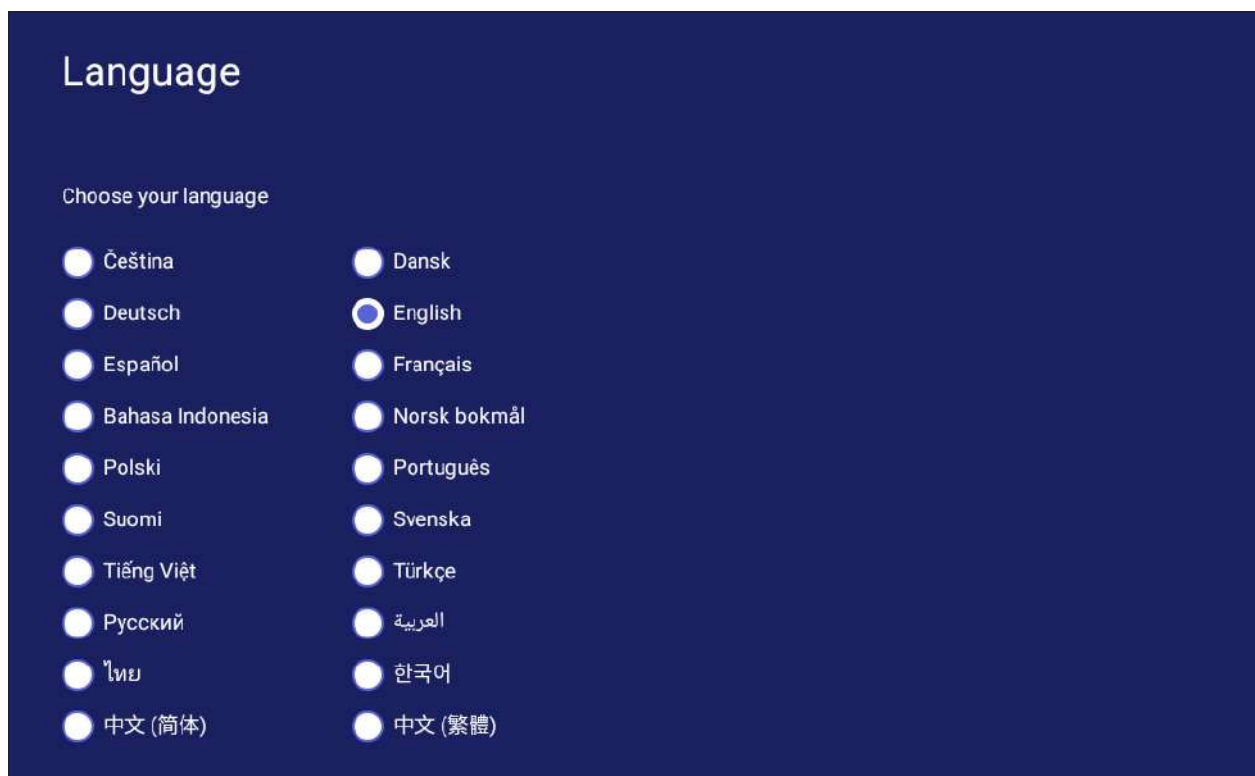 Language
Choose your language
Čeština
Dansk
Deutsch
English
Español
Français
Bahasa Indonesia
Norsk bokmål
Polski
Português
Suomi
Svenska
Tiếng Việt
Türkçe
Русский
العربية
ไทย
한국어
中文 (简体)
中文 (繁體)